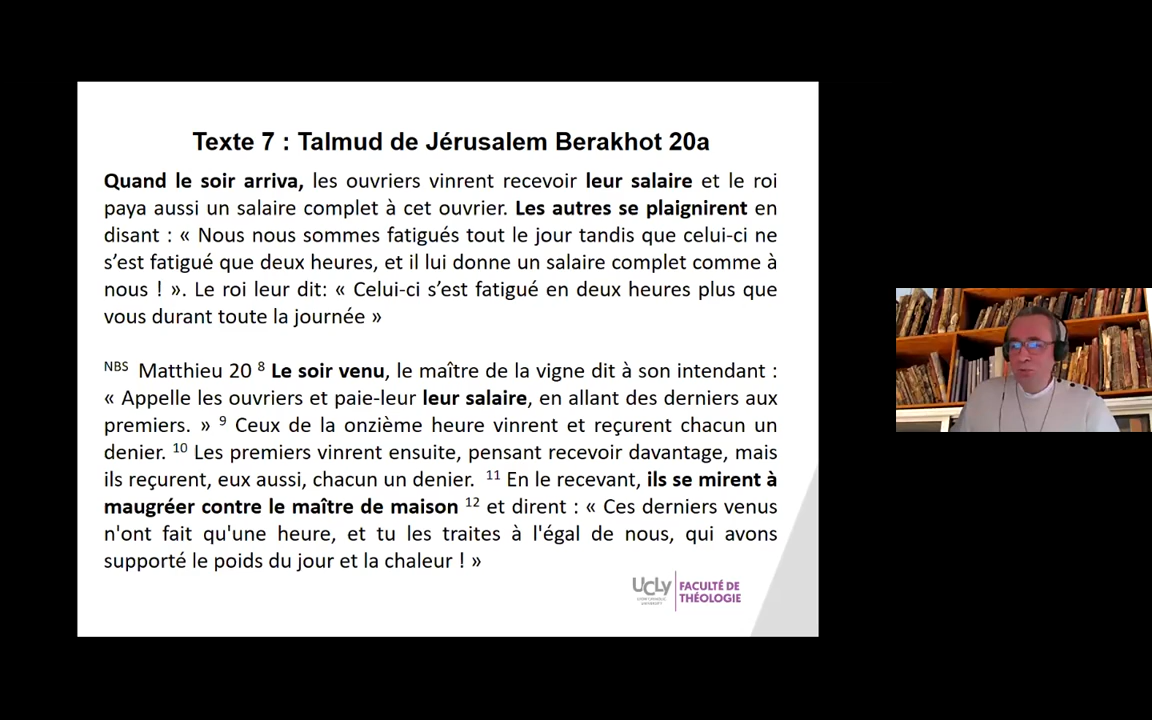 Texte 7 : Talmud de Jérusalem Berakhot 20a
Quand le soir arriva, les ouvriers vinrent recevoir leur salaire et le roi
paya aussi un salaire complet à cet ouvrier. Les autres se plaignirent en
disant : « Nous nous sommes fatigués tout le jour tandis que celui-ci ne
s’est fatigué que deux heures, et il lui donne un salaire complet comme à
nous ! ». Le roi leur dit: « Celui-ci s’est fatigué en deux heures plus que
vous durant toute la journée »
NBS Matthieu 20 8 Le soir venu, le maître de la vigne dit à son intendant :
« Appelle les ouvriers et paie-leur leur salaire, en allant des derniers aux
premiers. » 9 Ceux de la onzième heure vinrent et reçurent chacun un
denier. 10 Les premiers vinrent ensuite, pensant recevoir davantage, mais
ils reçurent, eux aussi, chacun un denier. 11 En le recevant, ils se mirent à
maugréer contre le maître de maison 12 et dirent : « Ces derniers venus
n'ont fait qu'une heure, et tu les traites à l'égal de nous, qui avons
supporté le poids du jour et la chaleur ! »
UCLy
FACULTÉ DE
THÉOLOGIE